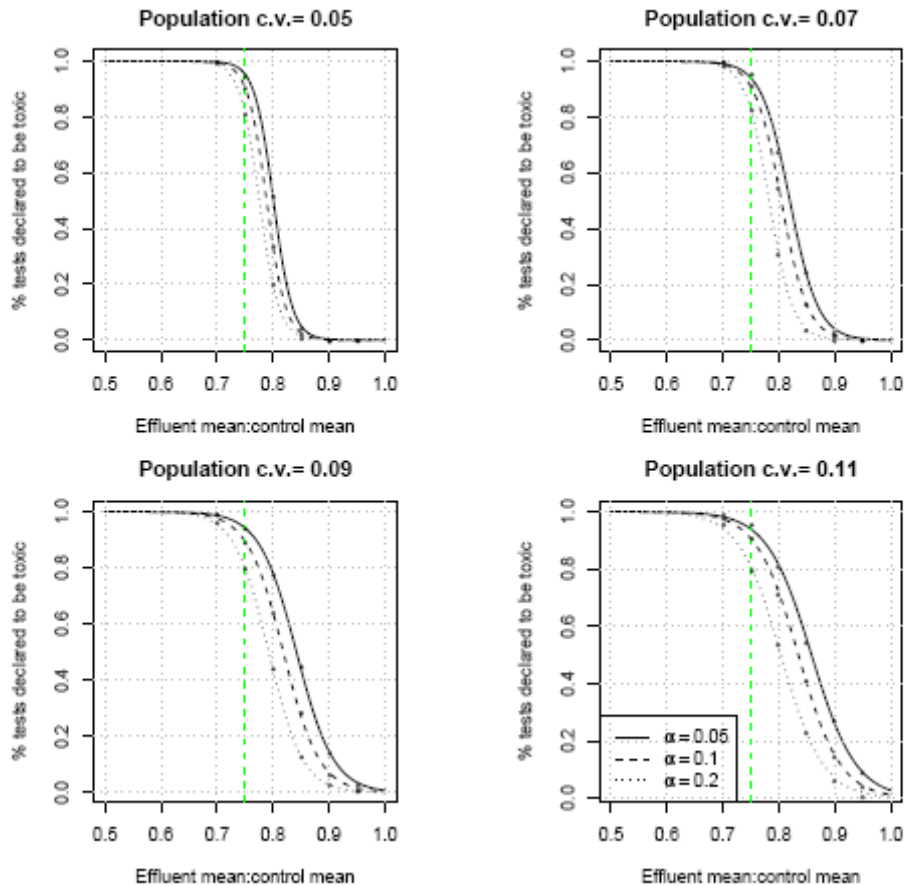 Population c.v.= 0.05
% tests declared to be toxic
1.0
0.8
0.6
0.4
0.2
0.0
0.5 0.6 0.7 0.8 0.9 1.0
Effluent mean:control mean
Population c.v.= 0.07
% tests declared to be toxic
1.0
0.8
0.6
0.4
0.2
0.0
0.5 0.6 0.7 0.8 0.9 1.0
Effluent mean:control mean
Population c.v.= 0.09
% tests declared to be toxic
1.0
0.8
0.6
0.4
0.2
0.0
0.5 0.6 0.7 0.8 0.9 1.0
Effluent mean:control mean
Population c.v.= 0.11
% tests declared to be toxic
1.0
0.8
0.6
0.4
0.2
0.0
α = 0.05
α = 0.1
α = 0.2
0.5 0.6 0.7 0.8 0.9 1.0
Effluent mean:control mean